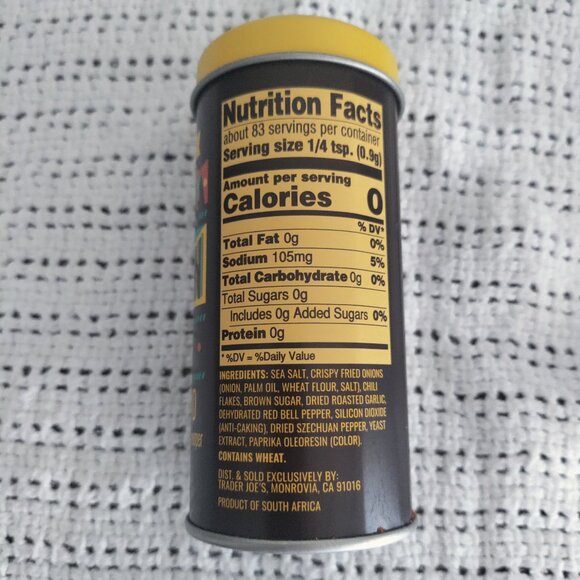 Nutrition Facts
about 83 servings per container
Serving size 1/4 tsp. (0.9g)
Amount per serving
Calories 0
% DV*
Total Fat 0g 0%
Sodium 105mg 5%
Total Carbohydrate 0g 0%
Total Sugars 0g
Includes 0g Added Sugars 0%
Protein 0g
* %DV = %Daily Value
INGREDIENTS: SEA SALT, CRISPY FRIED ONIONS
(ONION, PALM OIL, WHEAT FLOUR, SALT), CHILI
FLAKES, BROWN SUGAR, DRIED ROASTED GARLIC,
DEHYDRATED RED BELL PEPPER, SILICON DIOXIDE
(ANTI-CAKING), DRIED SZECHUAN PEPPER, YEAST
EXTRACT, PAPRIKA OLEORESIN (COLOR).
CONTAINS WHEAT.
DIST. & SOLD EXCLUSIVELY BY:
TRADER JOE'S, MONROVIA, CA 91016
PRODUCT OF SOUTH AFRICA